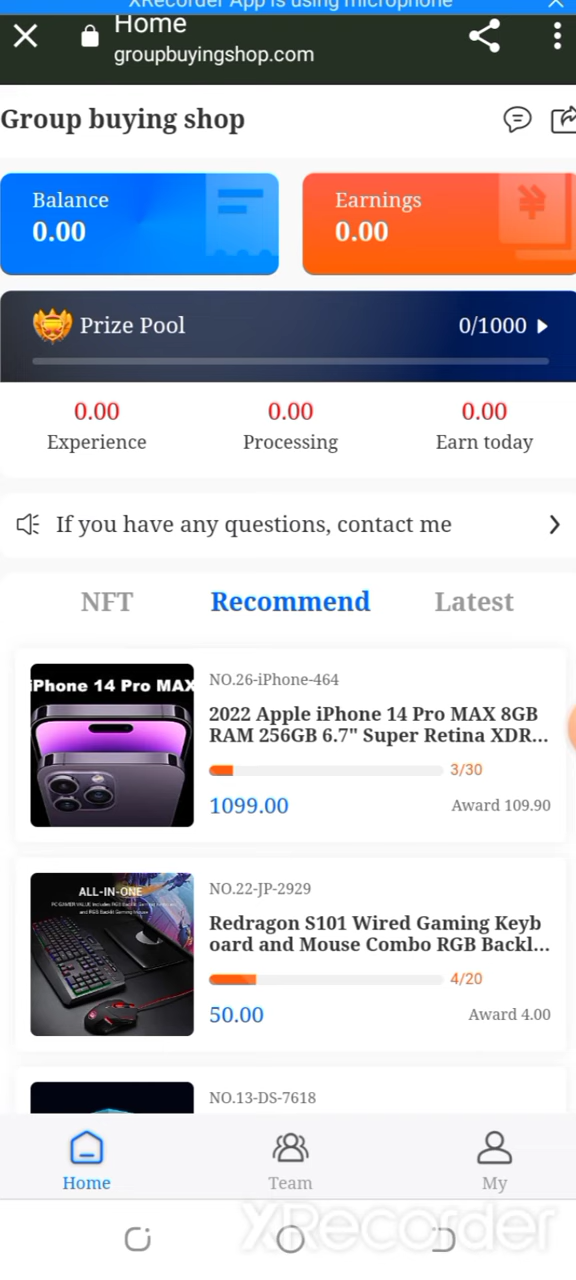 XRecorder App is using microphone
Home
groupbuyingshop.com
Group buying shop
Balance
0.00
Earnings
0.00
¥
Prize Pool
0/1000
0.00
Experience
0.00
Processing
0.00
Earn today
If you have any questions, contact me
NFT
Recommend
Latest
iPhone 14 Pro MAX
NO.26-iPhone-464
2022 Apple iPhone 14 Pro MAX 8GB
RAM 256GB 6.7" Super Retina XDR...
3/30
1099.00
Award 109.90
ALL-IN-ONE
NO.22-JP-2929
Redragon S101 Wired Gaming Keyb
oard and Mouse Combo RGB Backl...
4/20
50.00
Award 4.00
NO.13-DS-7618
Home
Team
My
XRecorder